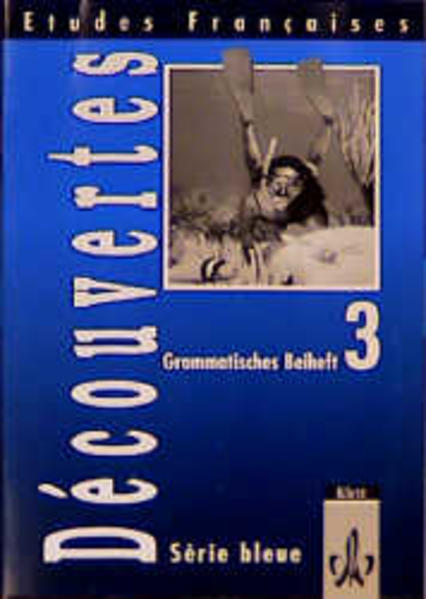 Etudes Françaises
Découvertes
Grammatisches Beiheft 3
Série bleue
Klett